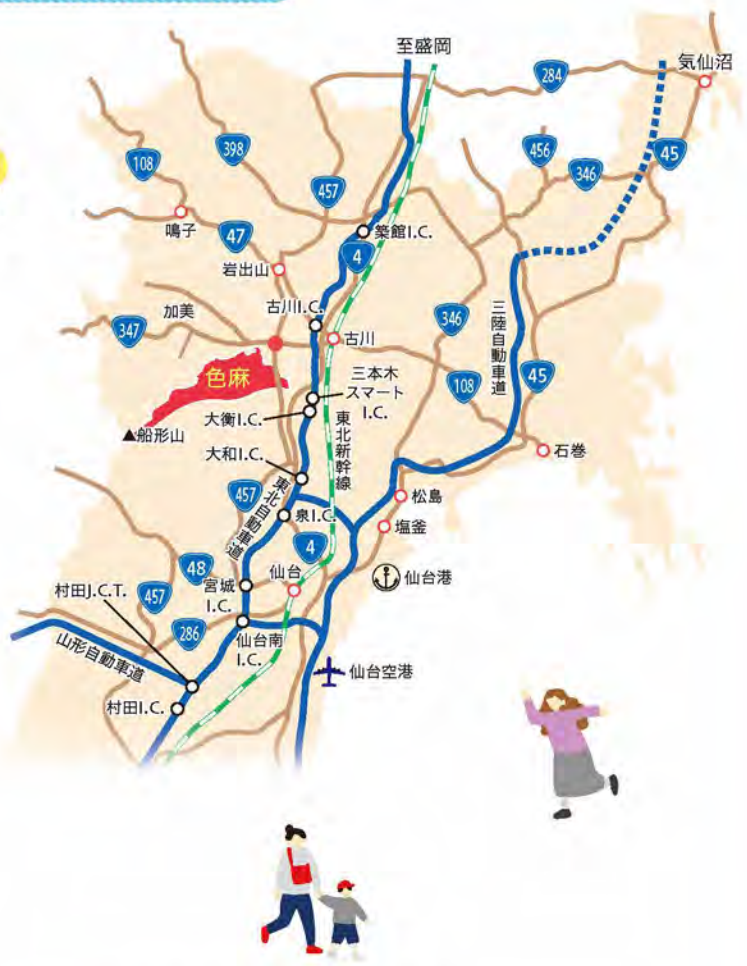 至盛岡
気仙沼
284
398
456
45
108
457
346
鳴子
47
築館I.C.
4
岩出山
古川I.C.
加美
346
三陸自動車道
347
古川
色麻
三本木
スマート
I.C.
108
45
大衡I.C.
東北新幹線
▲船形山
大和I.C.
石巻
457
東北自動車道
松島
泉I.C.
塩釜
4
48
宮城
I.C.
仙台
仙台港
村田J.C.T.
457
286
仙台南
I.C.
山形自動車道
仙台空港
村田I.C.